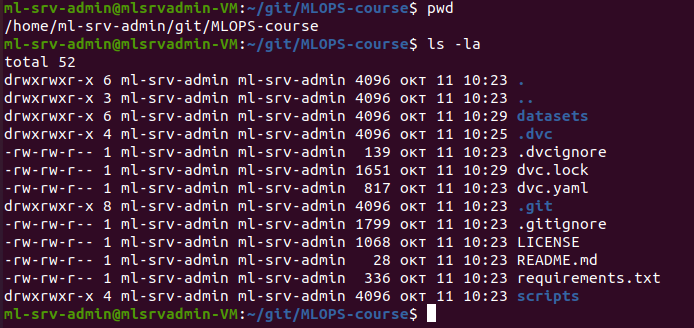 ml-srv-admin@mlsrvadmin-VM:~/git/MLOPS-course$ pwd
/home/ml-srv-admin/git/MLOPS-course
ml-srv-admin@mlsrvadmin-VM:~/git/MLOPS-course$ ls -la
total 52
drwxrwxr-x 6 ml-srv-admin ml-srv-admin 4096 окт 11 10:23 .
drwxrwxr-x 3 ml-srv-admin ml-srv-admin 4096 окт 11 10:23 ..
drwxrwxr-x 6 ml-srv-admin ml-srv-admin 4096 окт 11 10:29 datasets
drwxrwxr-x 4 ml-srv-admin ml-srv-admin 4096 окт 11 10:25 .dvc
-rw-rw-r-- 1 ml-srv-admin ml-srv-admin  139 окт 11 10:23 .dvcignore
-rw-rw-r-- 1 ml-srv-admin ml-srv-admin 1651 окт 11 10:29 dvc.lock
-rw-rw-r-- 1 ml-srv-admin ml-srv-admin  817 окт 11 10:23 dvc.yaml
drwxrwxr-x 8 ml-srv-admin ml-srv-admin 4096 окт 11 10:23 .git
-rw-rw-r-- 1 ml-srv-admin ml-srv-admin 1799 окт 11 10:23 .gitignore
-rw-rw-r-- 1 ml-srv-admin ml-srv-admin 1068 окт 11 10:23 LICENSE
-rw-rw-r-- 1 ml-srv-admin ml-srv-admin   28 окт 11 10:23 README.md
-rw-rw-r-- 1 ml-srv-admin ml-srv-admin  336 окт 11 10:23 requirements.txt
drwxrwxr-x 4 ml-srv-admin ml-srv-admin 4096 окт 11 10:23 scripts
ml-srv-admin@mlsrvadmin-VM:~/git/MLOPS-course$